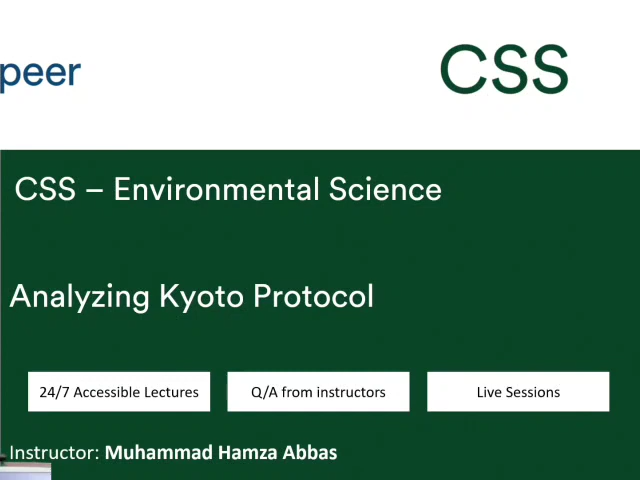 peer
CSS
CSS – Environmental Science
Analyzing Kyoto Protocol
24/7 Accessible Lectures
Q/A from instructors
Live Sessions
Instructor: Muhammad Hamza Abbas